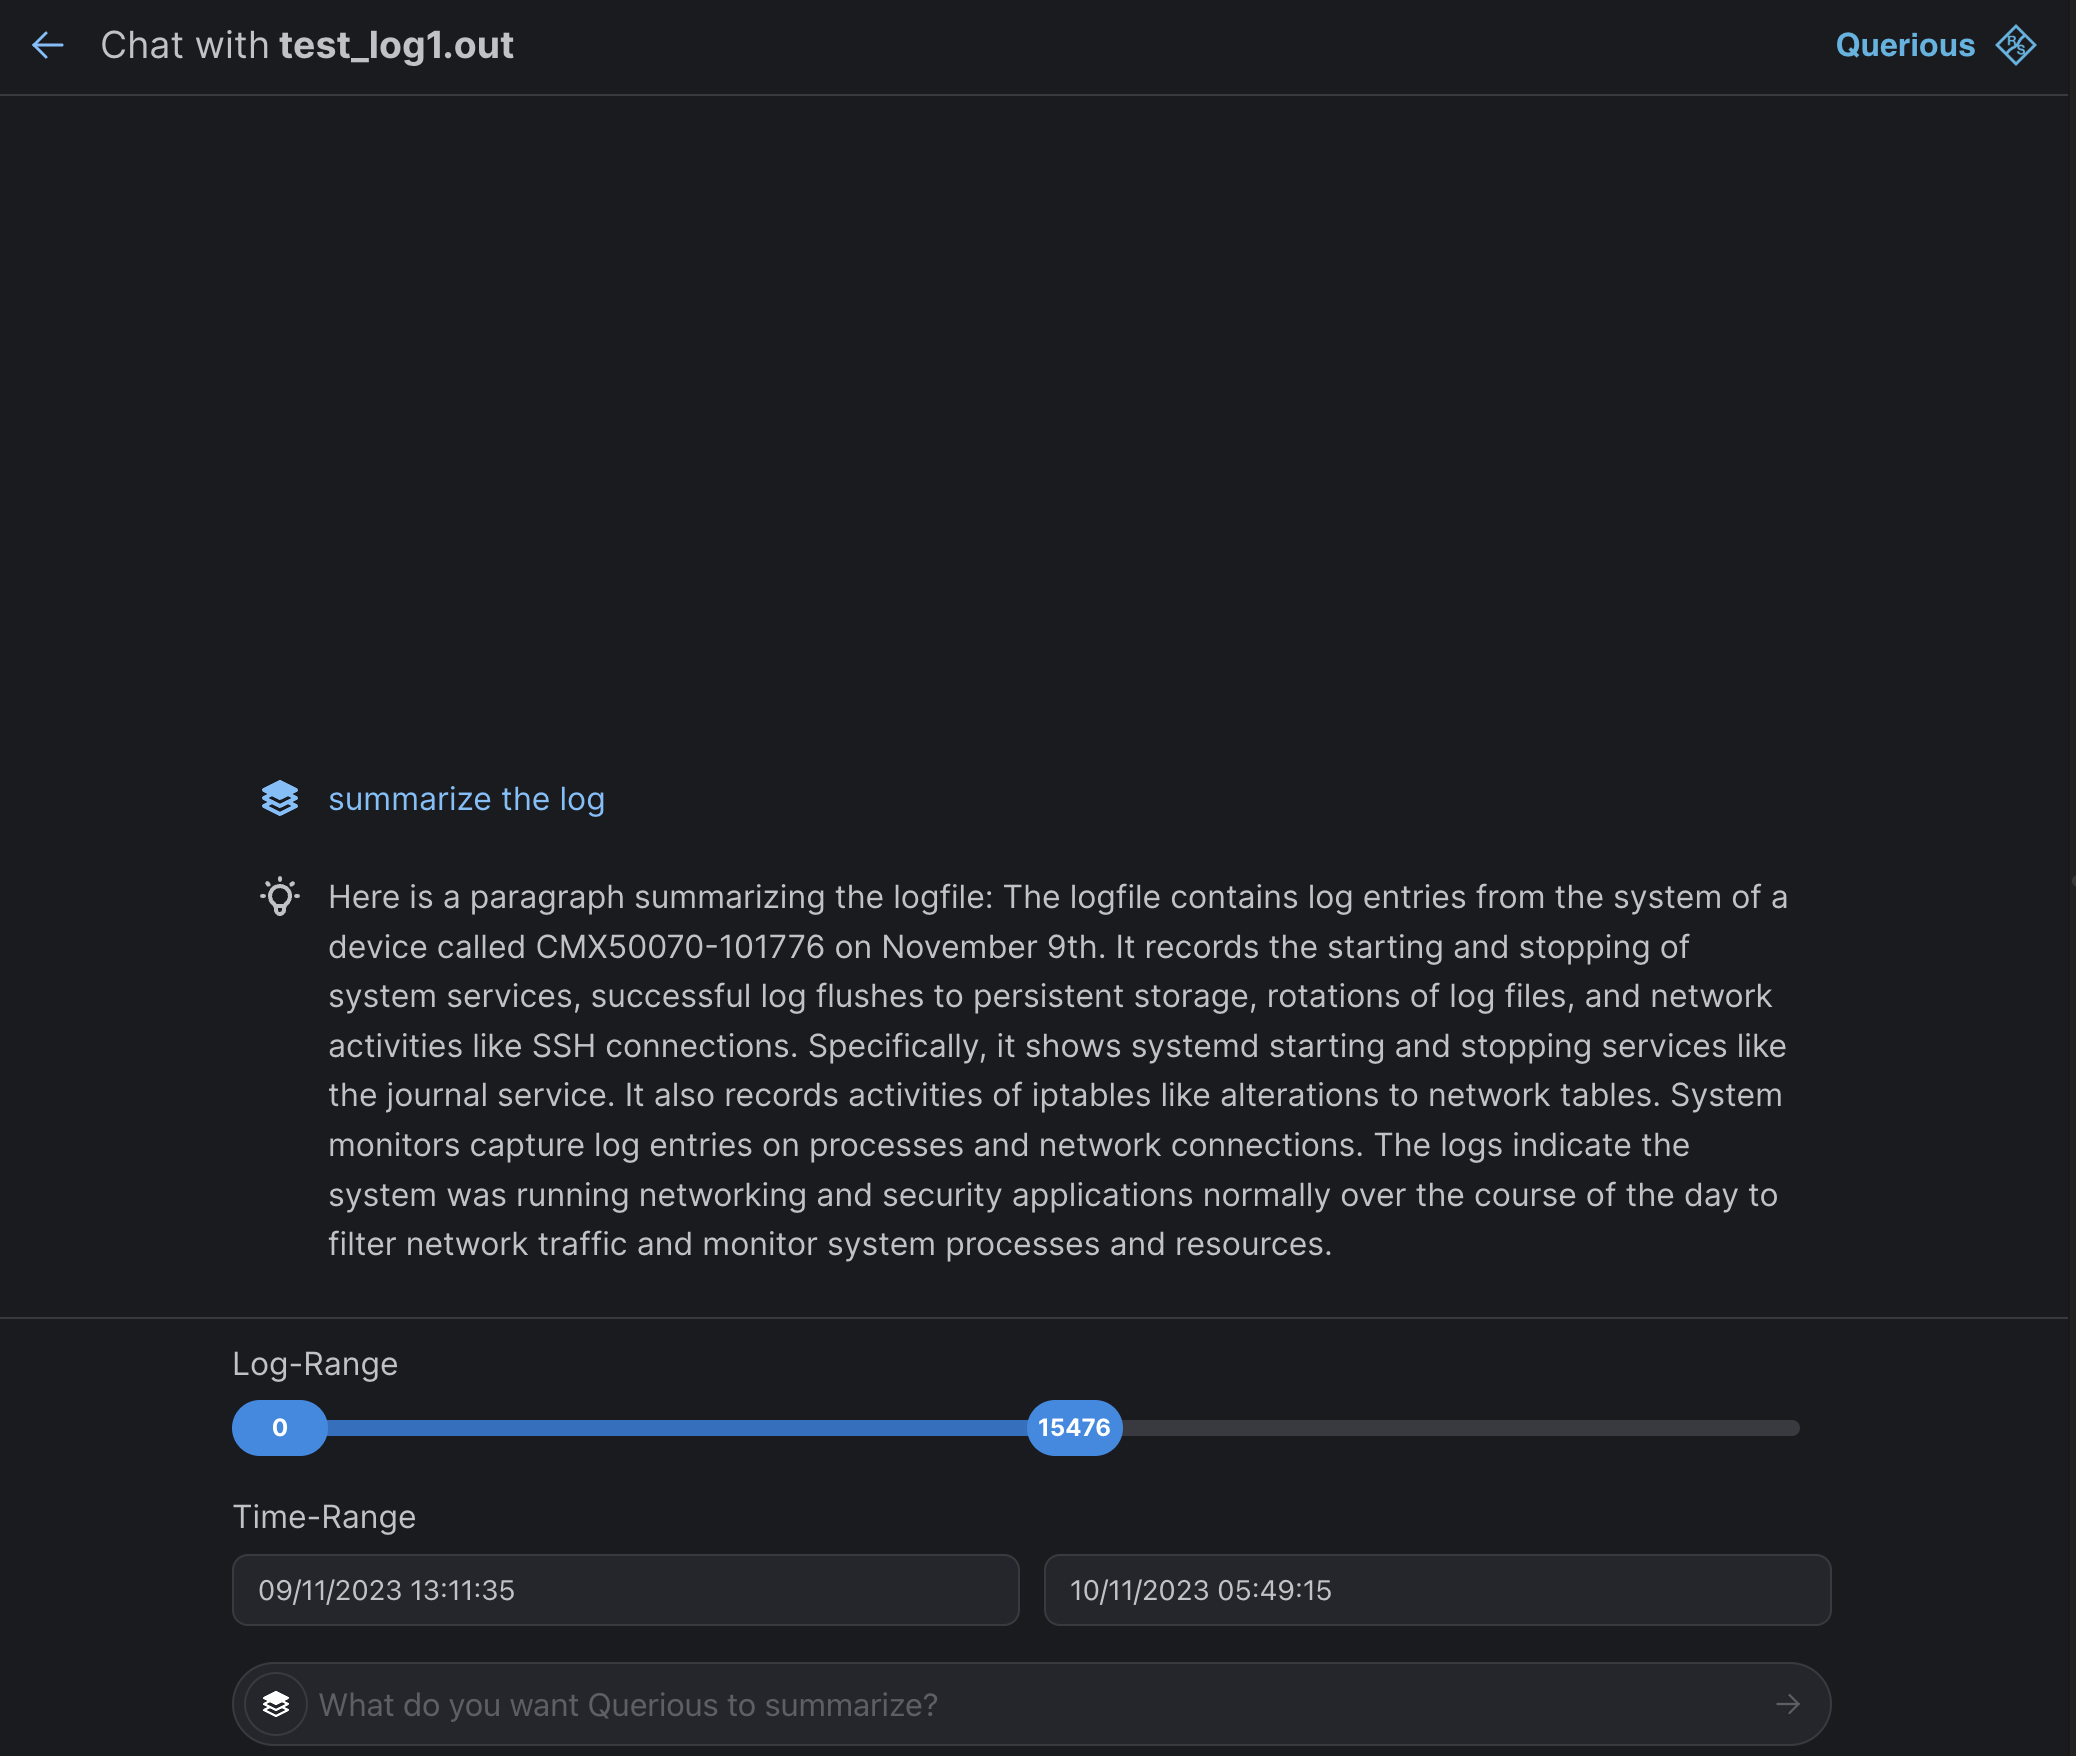 Chat with test_log1.out
Querious
RS
summarize the log
Here is a paragraph summarizing the logfile: The logfile contains log entries from the system of a
device called CMX50070-101776 on November 9th. It records the starting and stopping of
system services, successful log flushes to persistent storage, rotations of log files, and network
activities like SSH connections. Specifically, it shows systemd starting and stopping services like
the journal service. It also records activities of iptables like alterations to network tables. System
monitors capture log entries on processes and network connections. The logs indicate the
system was running networking and security applications normally over the course of the day to
filter network traffic and monitor system processes and resources.
Log-Range
0
15476
Time-Range
09/11/2023 13:11:35
10/11/2023 05:49:15
What do you want Querious to summarize?